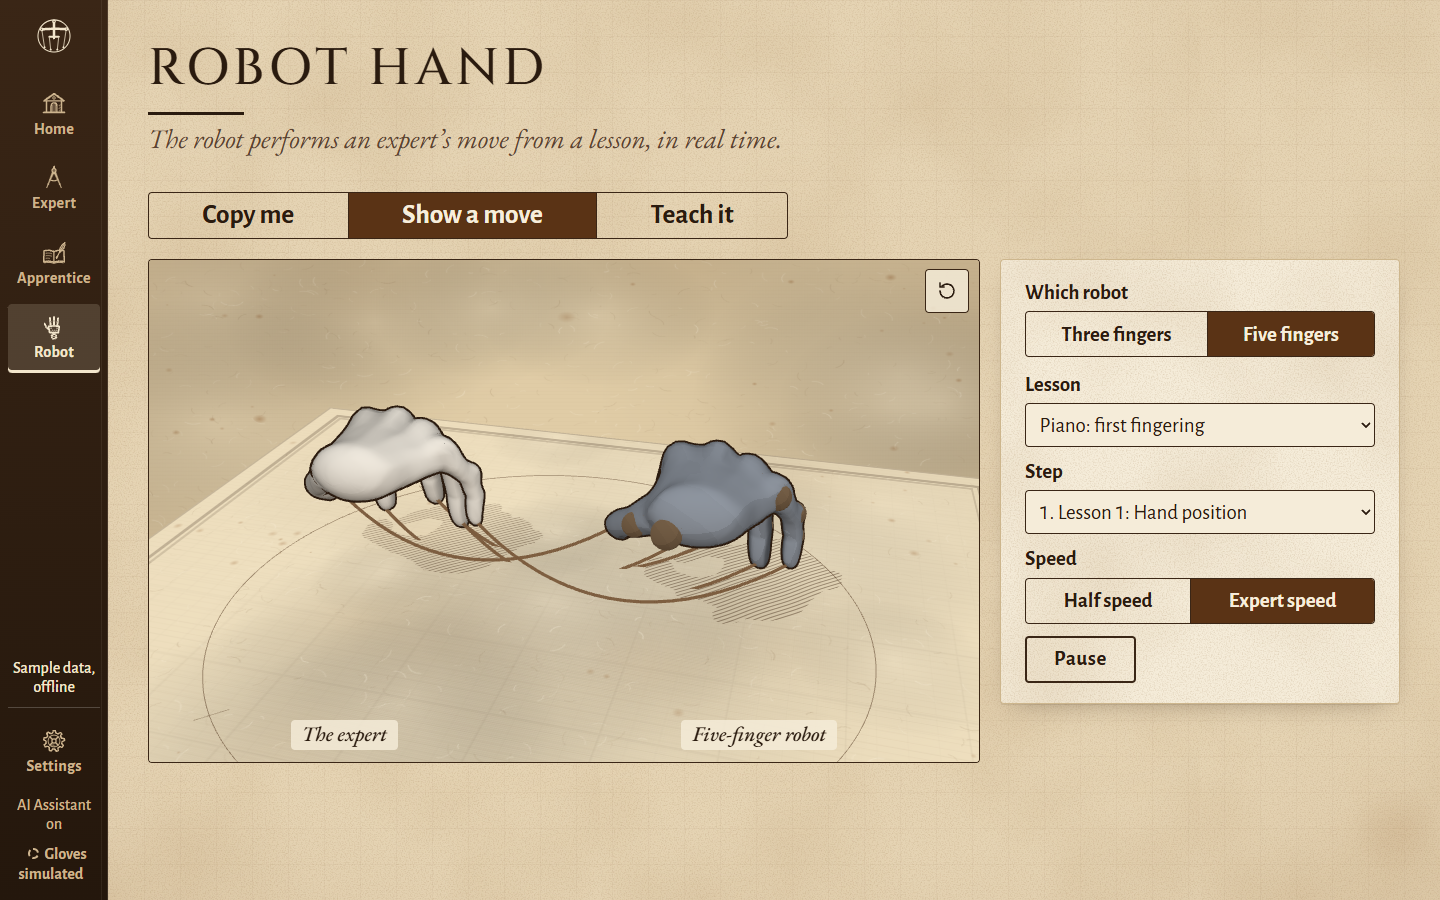 ROBOT HAND
The robot performs an expert's move from a lesson, in real time.
Home
Expert
Apprentice
Robot
Sample data,
offline
Settings
AI Assistant
on
Gloves
simulated
Copy me
Show a move
Teach it
The expert
Five-finger robot
Which robot
Three fingers
Five fingers
Lesson
Piano: first fingering
Step
1. Lesson 1: Hand position
Speed
Half speed
Expert speed
Pause